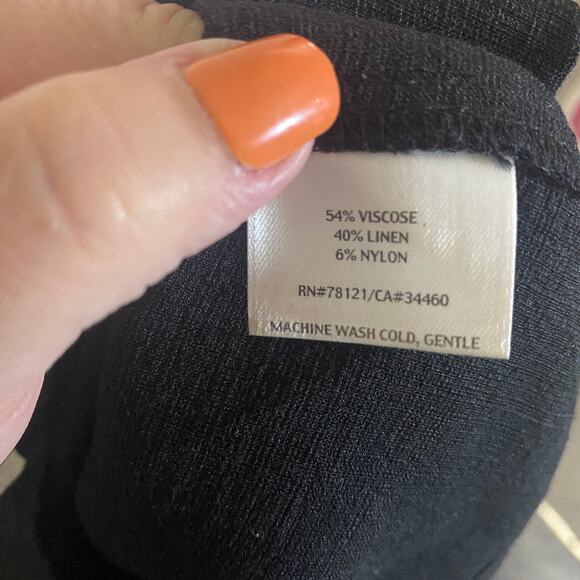 54% VISCOSE
40% LINEN
6% NYLON
RN#78121/CA#34460
MACHINE WASH COLD, GENTLE